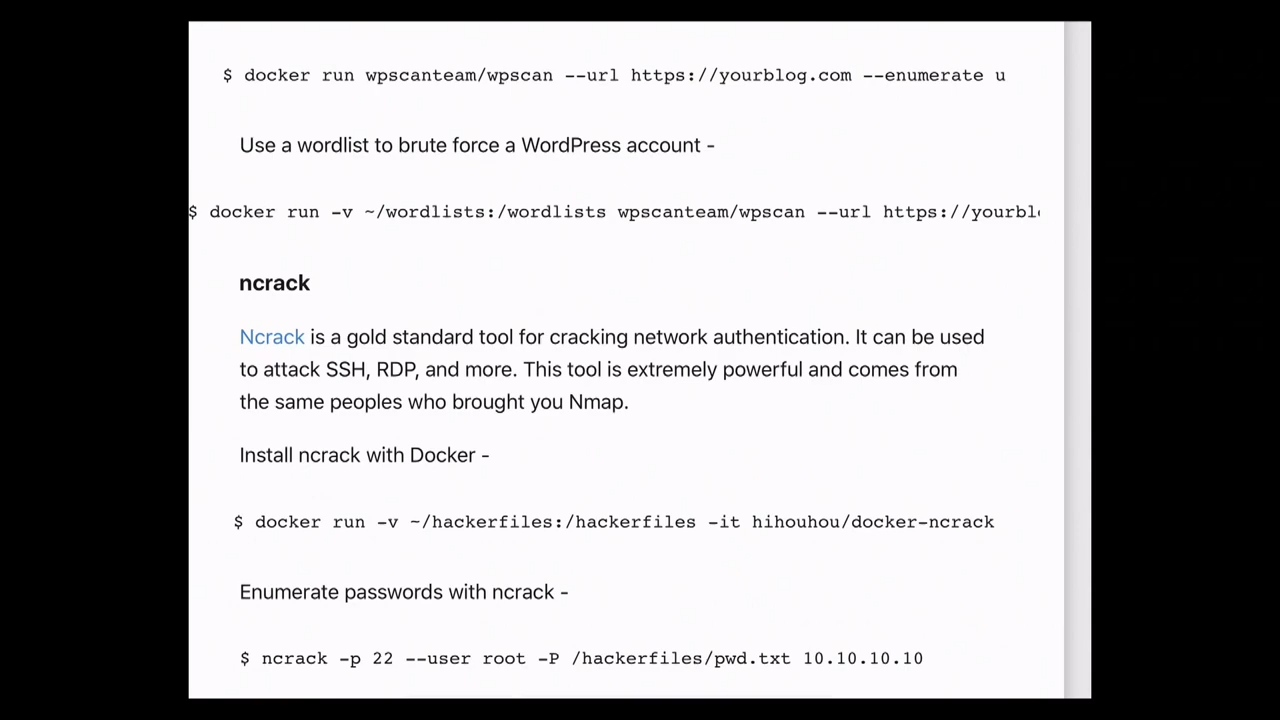 $ docker run wpscanteam/wpscan --url https://yourblog.com --enumerate u
Use a wordlist to brute force a WordPress account -
$ docker run -v ~/wordlists:/wordlists wpscanteam/wpscan --url https://yourbl
ncrack
Ncrack is a gold standard tool for cracking network authentication. It can be used
to attack SSH, RDP, and more. This tool is extremely powerful and comes from
the same peoples who brought you Nmap.
Install ncrack with Docker -
$ docker run -v ~/hackerfiles:/hackerfiles -it hihouhou/docker-ncrack
Enumerate passwords with ncrack -
$ ncrack -p 22 --user root -P /hackerfiles/pwd.txt 10.10.10.10